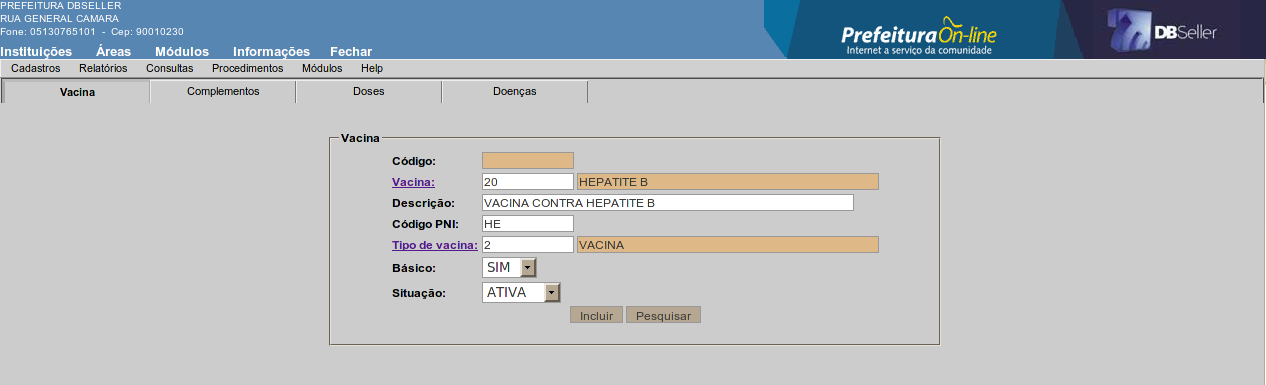 PREFEITURA DBSELLER
RUA GENERAL CAMARA
Fone: 05130765101 - Cep: 90010230
Instituições Áreas Módulos Informações Fechar
PrefeituraOn-line
Internet a serviço da comunidade
DBSeller
Cadastros Relatórios Consultas Procedimentos Módulos Help
Vacina Complementos Doses Doenças
Vacina
Código:
Vacina: 20 HEPATITE B
Descrição: VACINA CONTRA HEPATITE B
Código PNI: HE
Tipo de vacina: 2 VACINA
Básico: SIM
Situação: ATIVA
Incluir Pesquisar